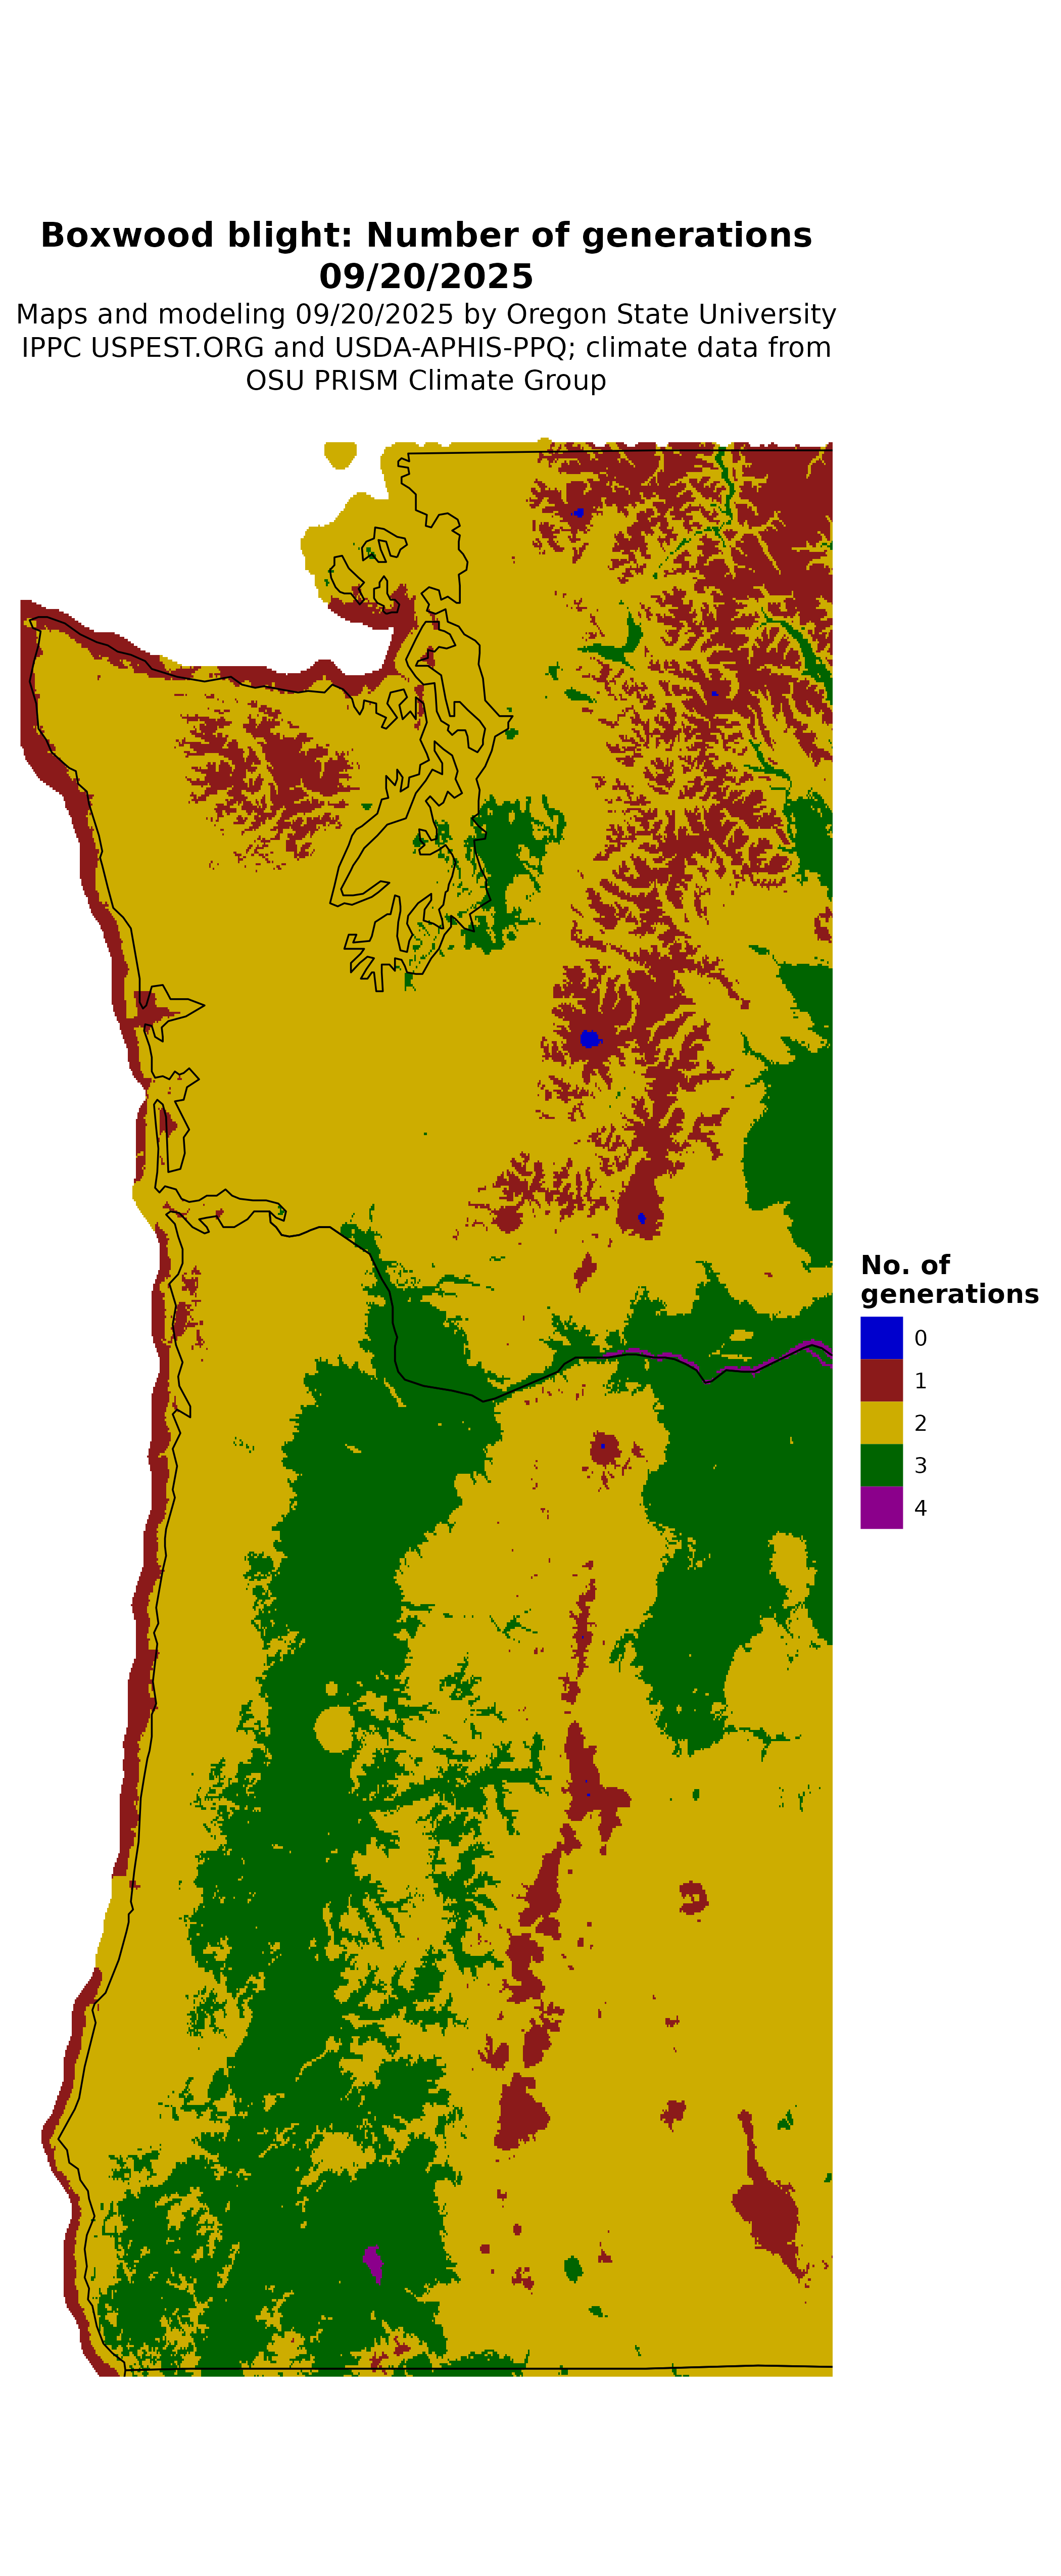 Boxwood blight: Number of generations
09/20/2025
Maps and modeling 09/20/2025 by Oregon State University
IPPC USPEST.ORG and USDA-APHIS-PPQ; climate data from
OSU PRISM Climate Group
No. of
generations
0
1
2
3
4